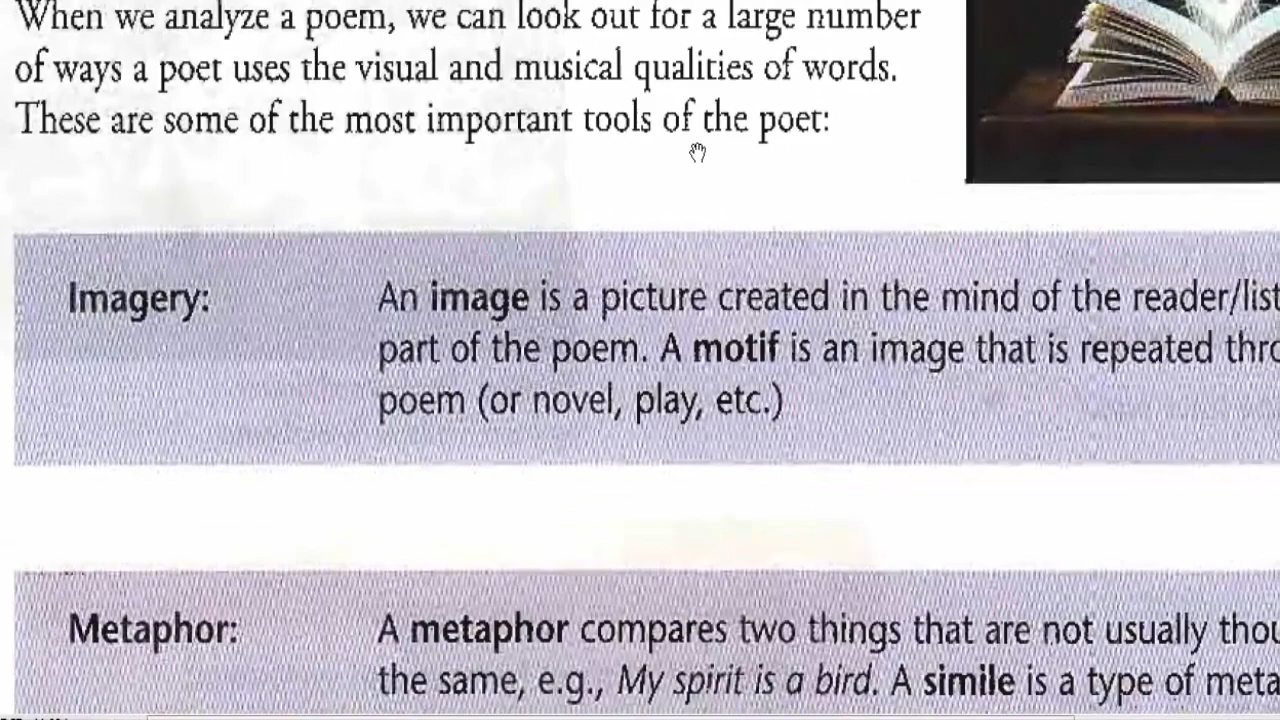 When we analyze a poem, we can look out for a large number
of ways a poet uses the visual and musical qualities of words.
These are some of the most important tools of the poet:
Imagery: An image is a picture created in the mind of the reader/list
part of the poem. A motif is an image that is repeated thro
poem (or novel, play, etc.)
Metaphor: A metaphor compares two things that are not usually thou
the same, e.g., My spirit is a bird. A simile is a type of meta